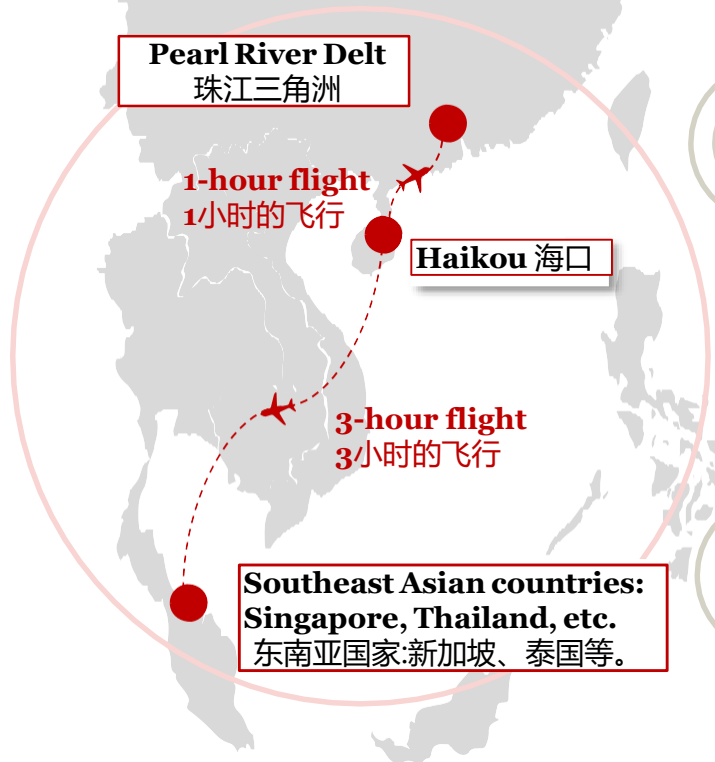 Pearl River Delt
珠江三角洲
1-hour flight
1小时的飞行
Haikou 海口
3-hour flight
3小时的飞行
Southeast Asian countries:
Singapore, Thailand, etc.
东南亚国家:新加坡、泰国等。